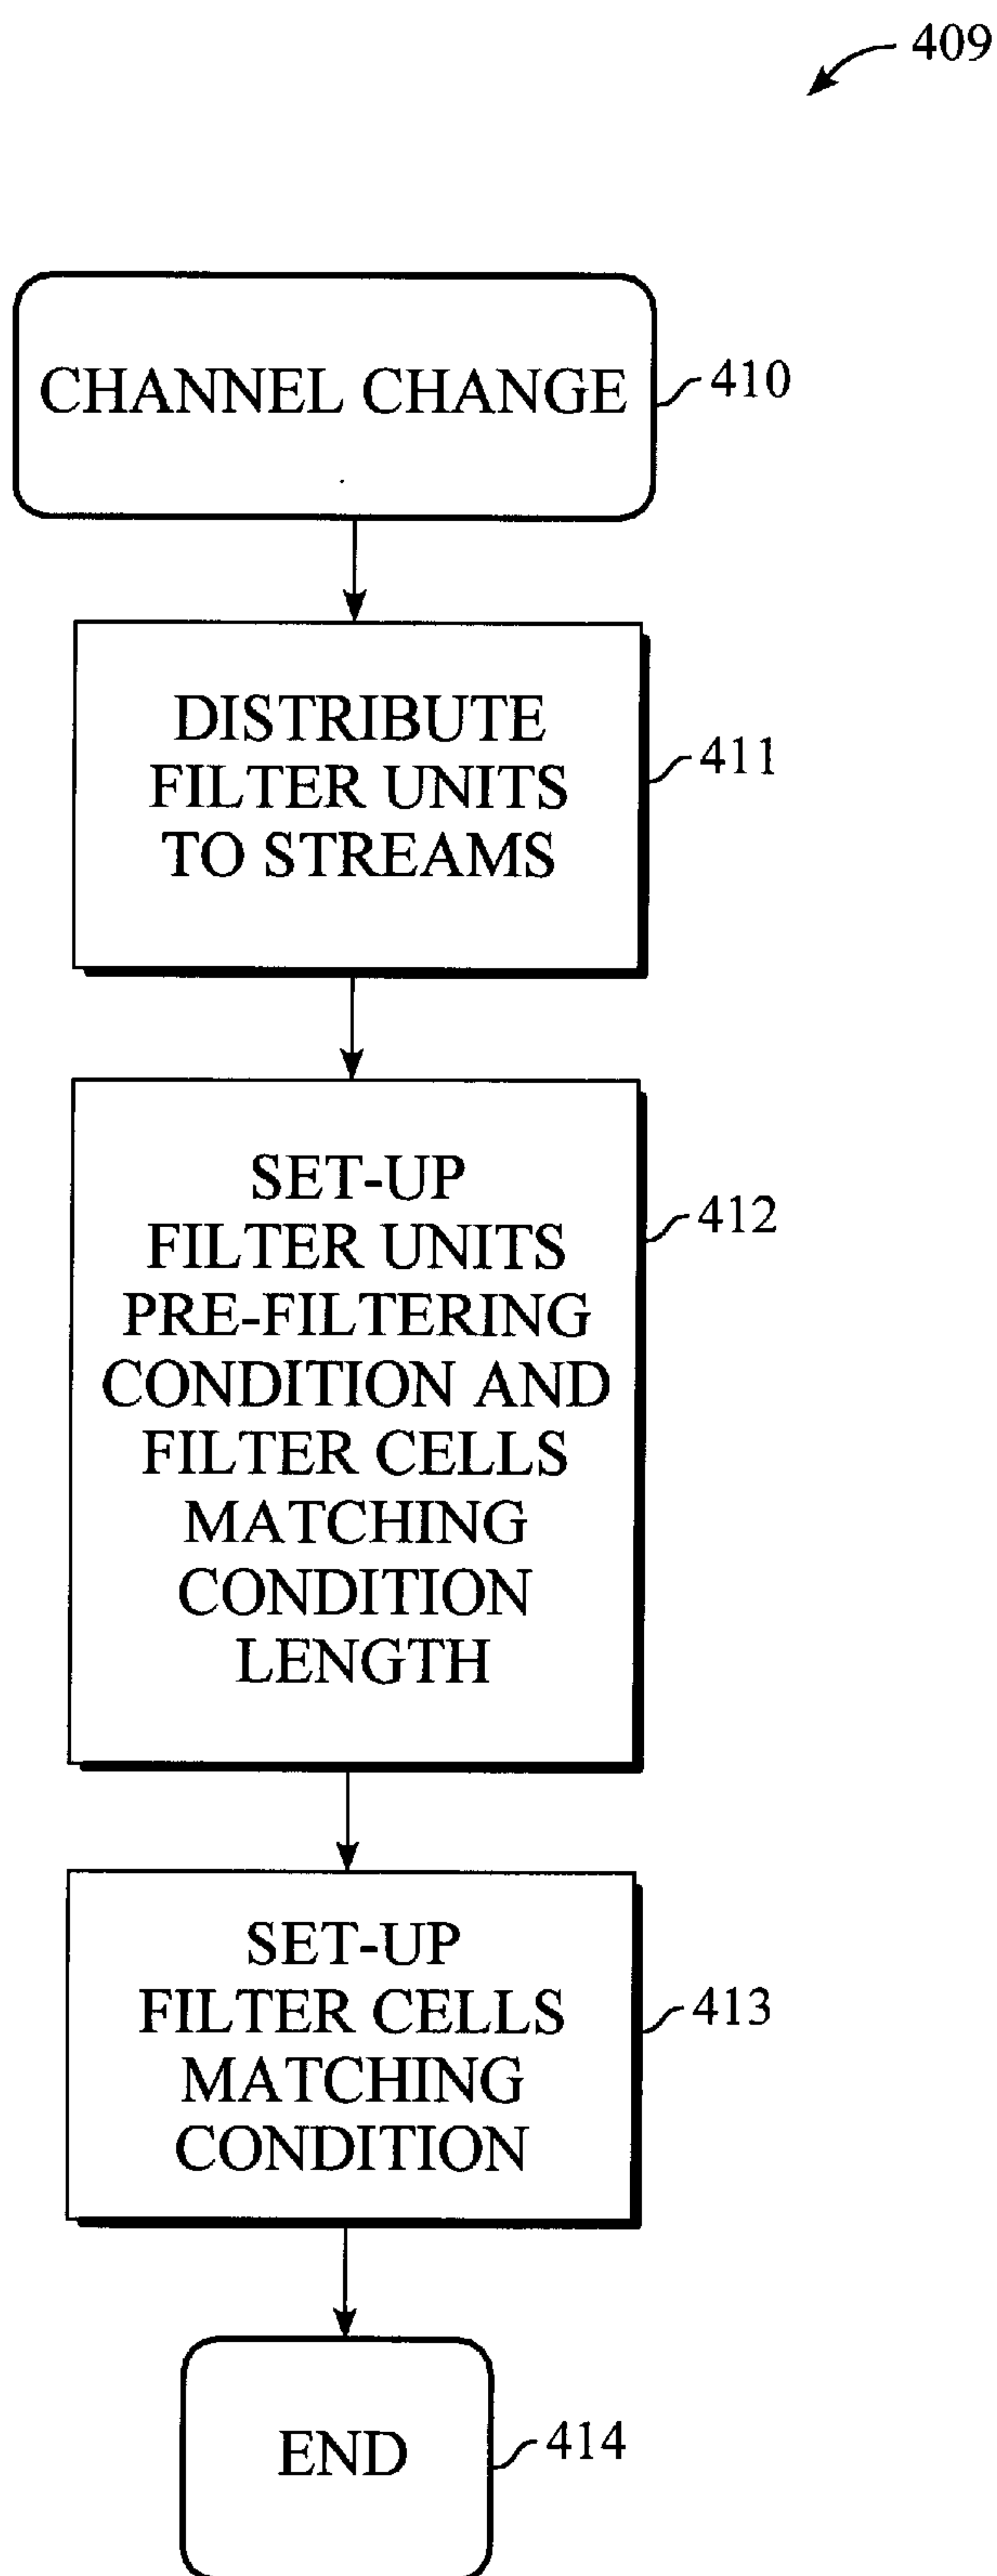 409
CHANNEL CHANGE
410
DISTRIBUTE
FILTER UNITS
TO STREAMS
411
SET-UP
FILTER UNITS
PRE-FILTERING
CONDITION AND
FILTER CELLS
MATCHING
CONDITION
LENGTH
412
SET-UP
FILTER CELLS
MATCHING
CONDITION
413
END
414